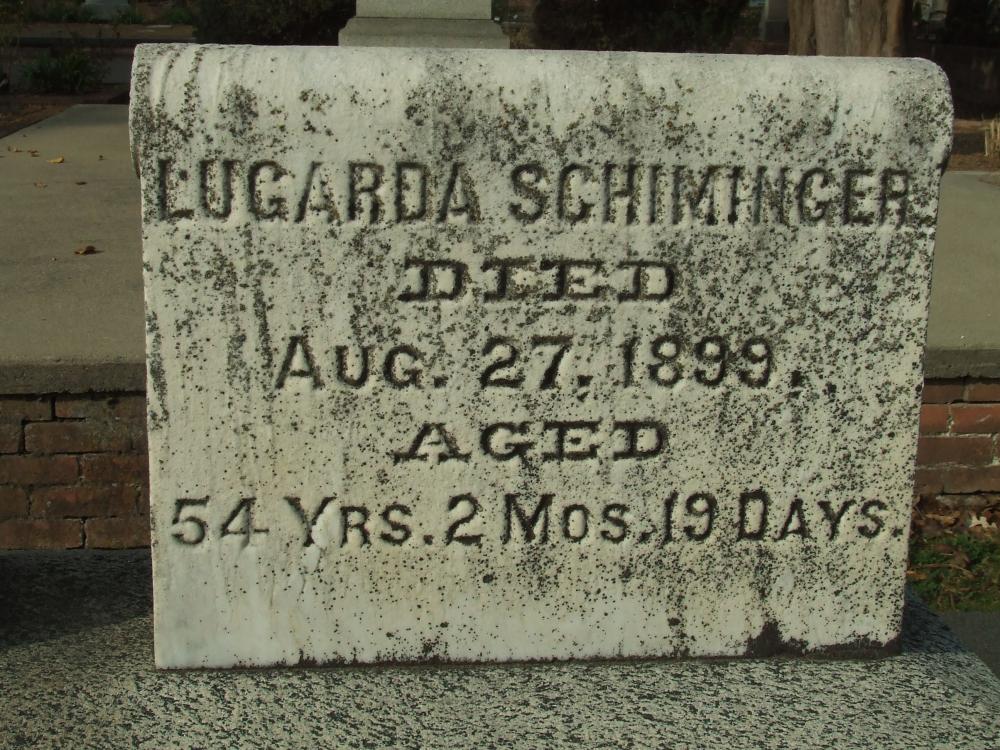 LUGARDA SCHIMINGER
DIED
AUG. 27, 1899,
AGED
54 YRS. 2 MOS. 19 DAYS.